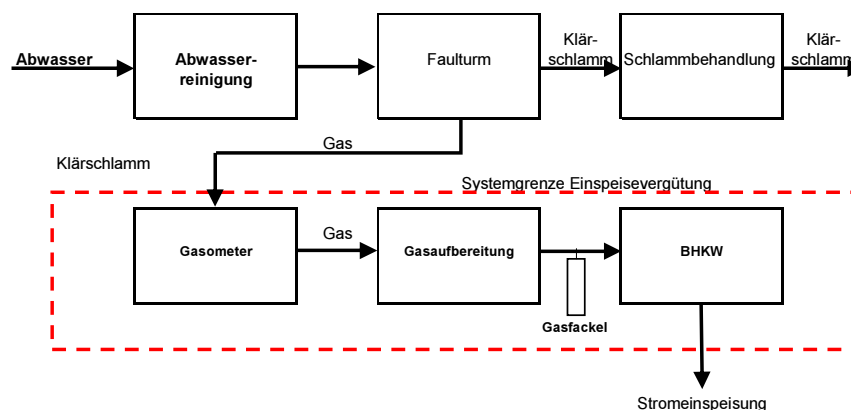 Abwasser
Abwasser-
reinigung
Faulturm
Klär-
schlamm
Schlammbehandlung
Klär-
schlamm
Gas
Klärschlamm
Systemgrenze Einspeisevergütung
Gasometer
Gas
Gasaufbereitung
BHKW
Gasfackel
Stromeinspeisung